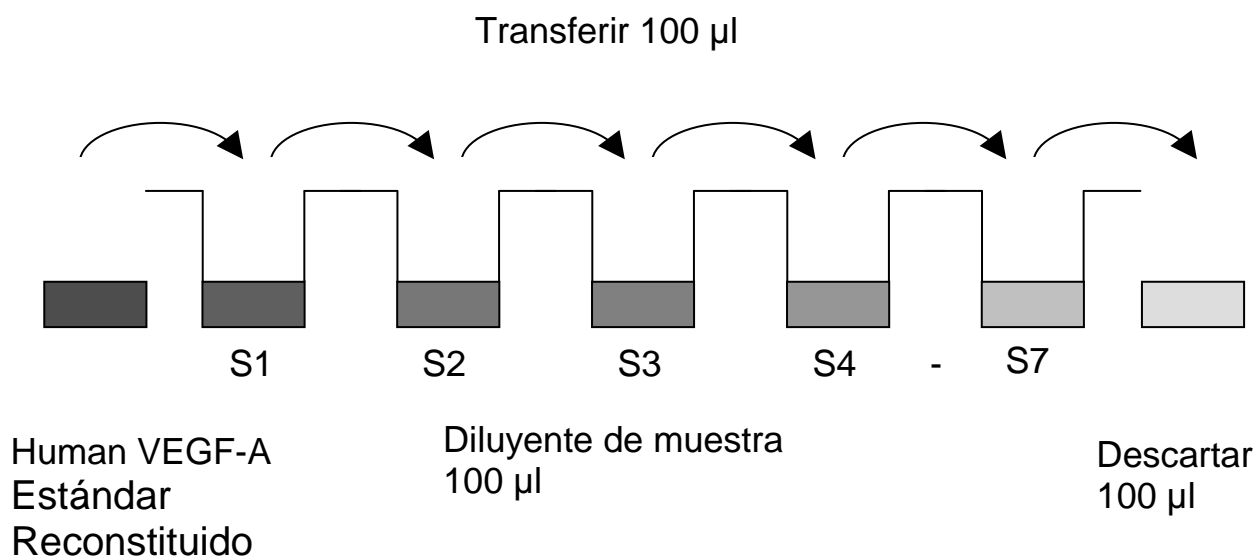 Transferir 100 µl
S1 S2 S3 S4 - S7
Human VEGF-A
Estándar
Reconstituido
Diluyente de muestra
100 µl
Descartar
100 µl